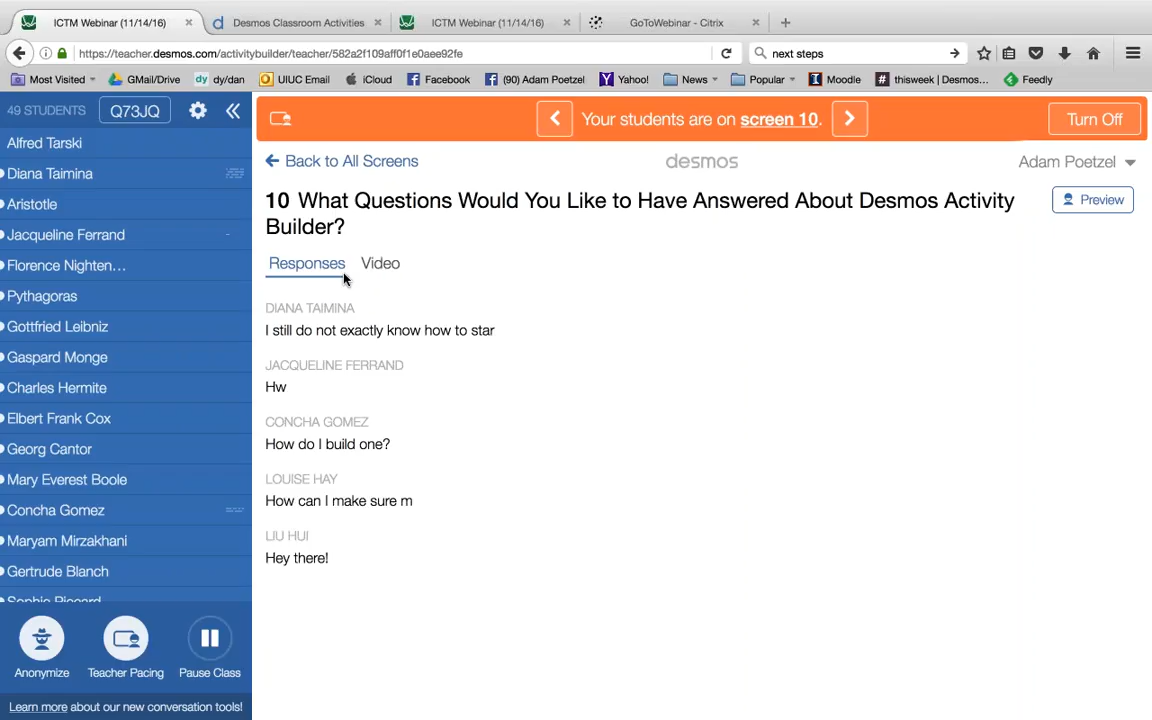 ICTM Webinar (11/14/16) × Desmos Classroom Activities × ICTM Webinar (11/14/16) × GoToWebinar - Citrix × +
https://teacher.desmos.com/activitybuilder/teacher/582a2f109aff0f1e0aee92fe next steps
Most Visited GMail/Drive dy dy/dan UIUC Email iCloud Facebook (90) Adam Poetzel Yahoo! News Popular Moodle # thisweek | Desmos... Feedly
49 STUDENTS Q73JQ
Your students are on screen 10. Turn Off
Alfred Tarski
Diana Taimina
Aristotle
Jacqueline Ferrand
Florence Nighten...
Pythagoras
Gottfried Leibniz
Gaspard Monge
Charles Hermite
Elbert Frank Cox
Georg Cantor
Mary Everest Boole
Concha Gomez
Maryam Mirzakhani
Gertrude Blanch
Sophie Piccard
Anonymize Teacher Pacing Pause Class
Learn more about our new conversation tools!
Back to All Screens desmos Adam Poetzel
10 What Questions Would You Like to Have Answered About Desmos Activity
Builder?
Preview
Responses Video
DIANA TAIMINA
I still do not exactly know how to star
JACQUELINE FERRAND
Hw
CONCHA GOMEZ
How do I build one?
LOUISE HAY
How can I make sure m
LIU HUI
Hey there!